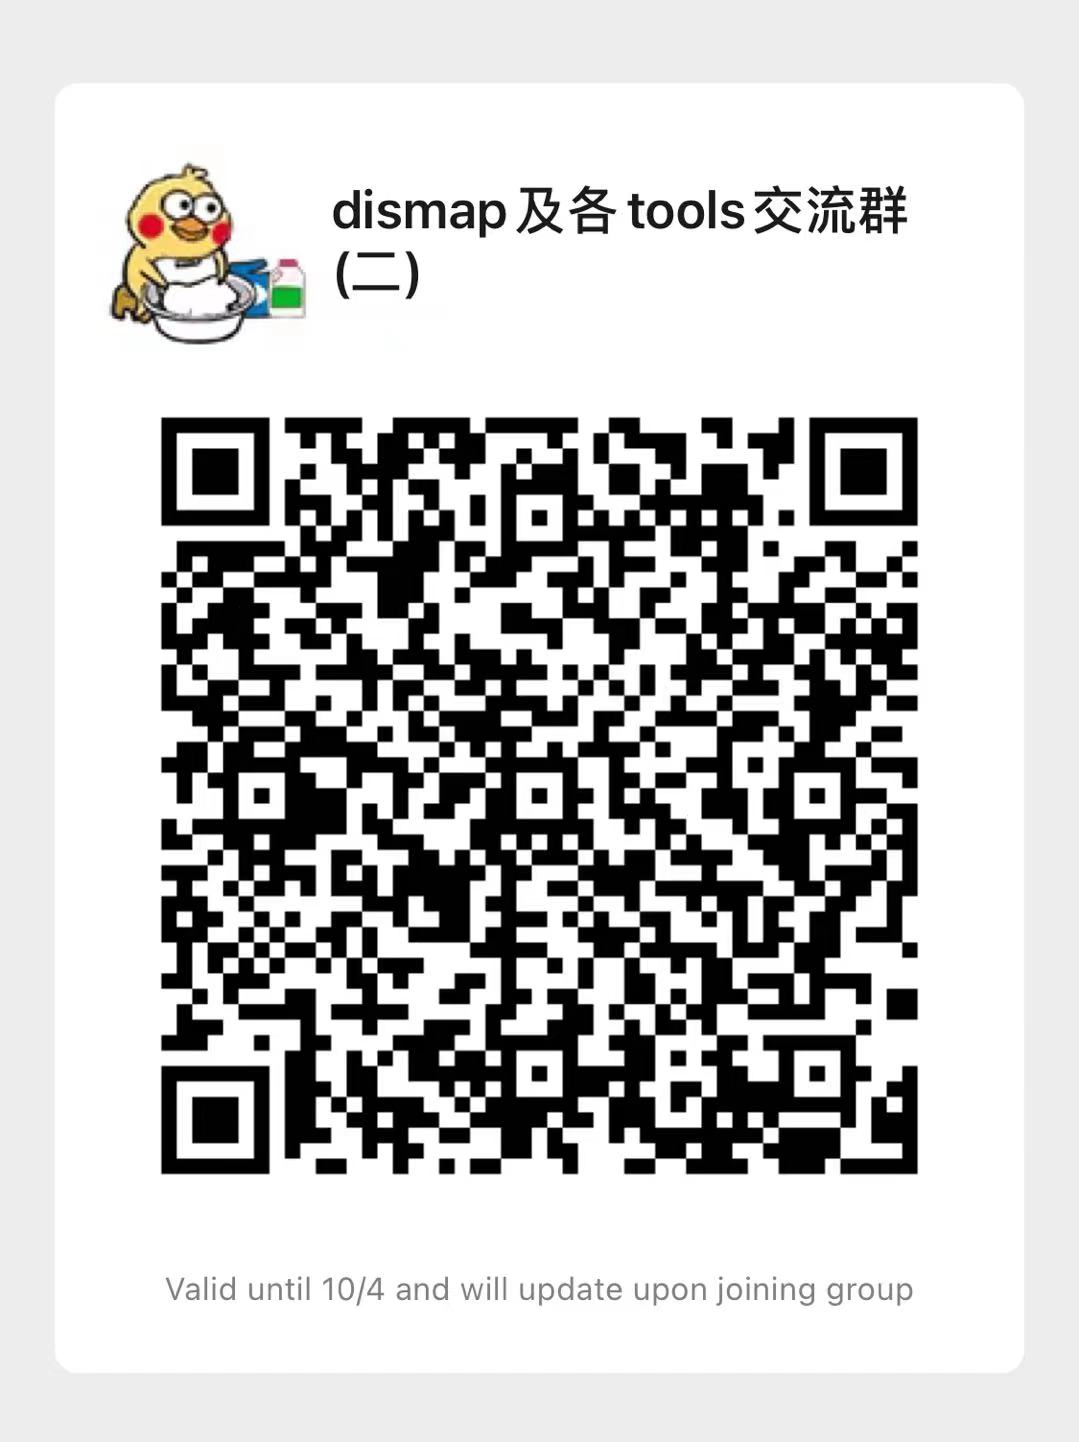 dismap及各tools交流群
(二)
Valid until 10/4 and will update upon joining group